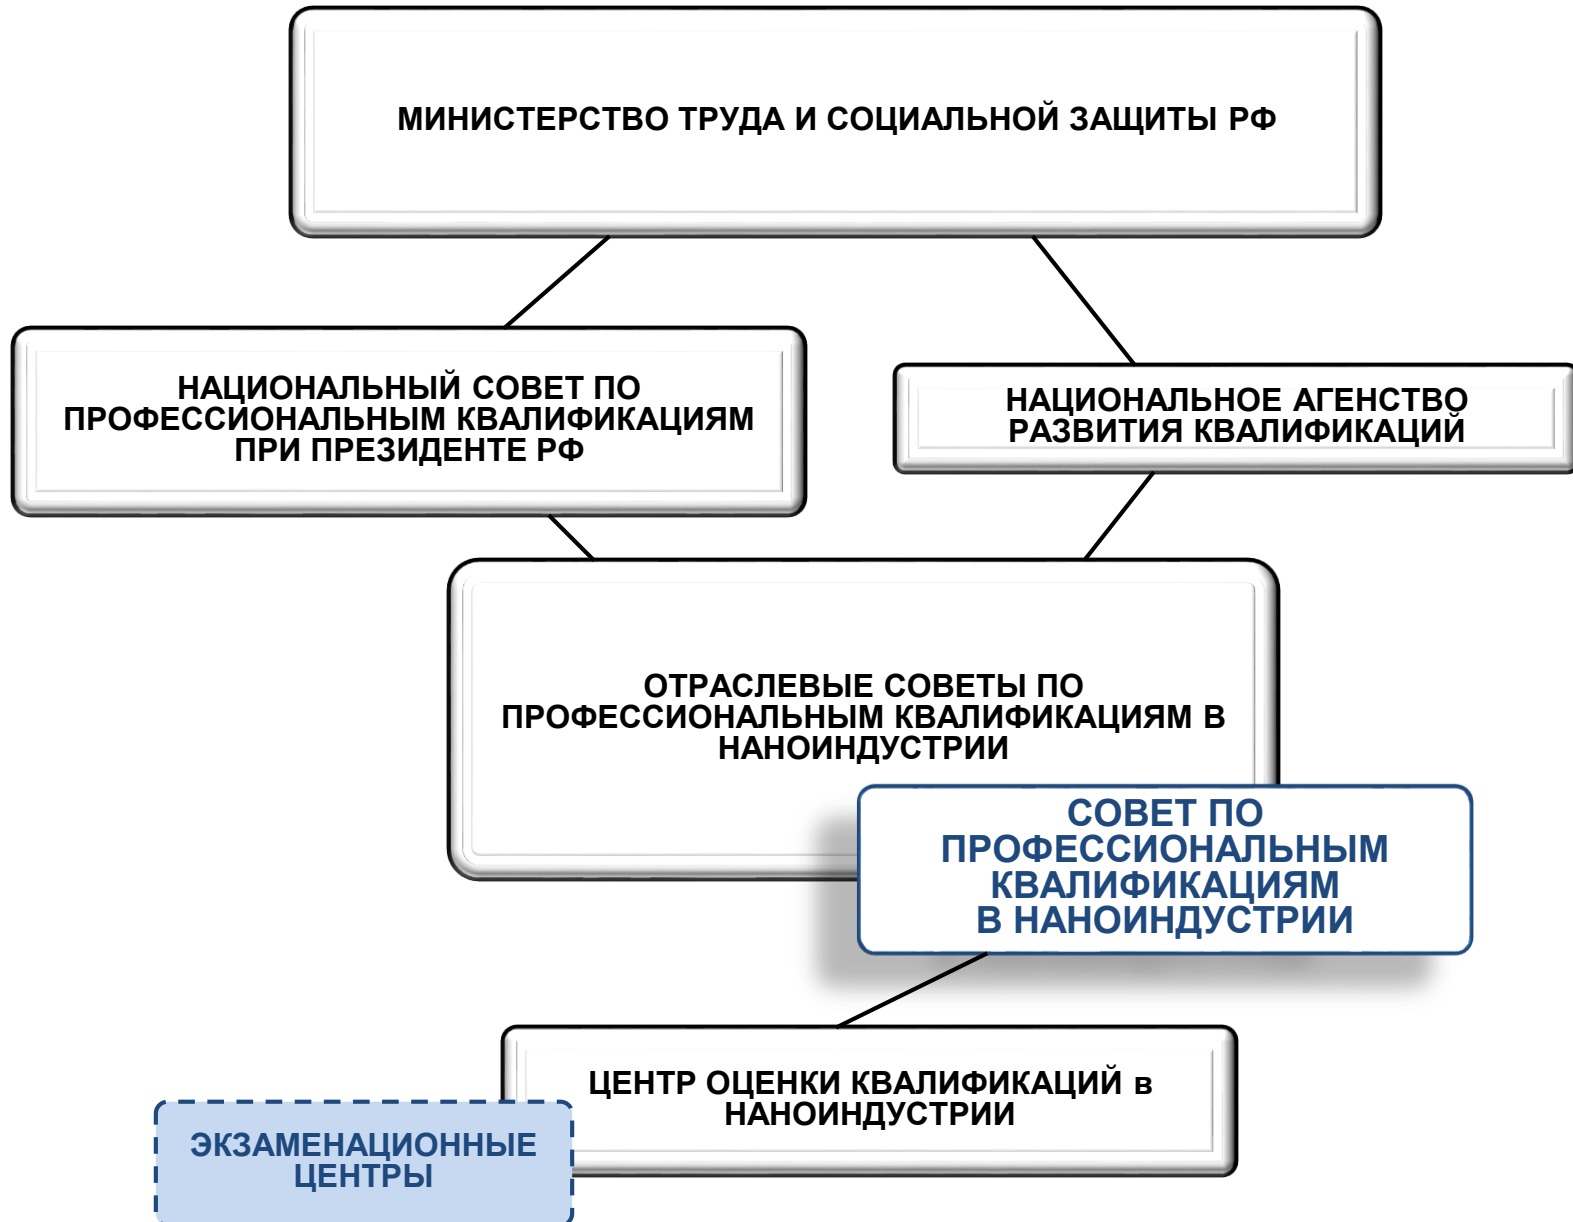 МИНИСТЕРСТВО ТРУДА И СОЦИАЛЬНОЙ ЗАЩИТЫ РФ
НАЦИОНАЛЬНЫЙ СОВЕТ ПО
ПРОФЕССИОНАЛЬНЫМ КВАЛИФИКАЦИЯМ
ПРИ ПРЕЗИДЕНТЕ РФ
НАЦИОНАЛЬНОЕ АГЕНСТВО
РАЗВИТИЯ КВАЛИФИКАЦИЙ
ОТРАСЛЕВЫЕ СОВЕТЫ ПО
ПРОФЕССИОНАЛЬНЫМ КВАЛИФИКАЦИЯМ В
НАНОИНДУСТРИИ
СОВЕТ ПО
ПРОФЕССИОНАЛЬНЫМ
КВАЛИФИКАЦИЯМ
В НАНОИНДУСТРИИ
ЦЕНТР ОЦЕНКИ КВАЛИФИКАЦИЙ в
НАНОИНДУСТРИИ
ЭКЗАМЕНАЦИОННЫЕ
ЦЕНТРЫ